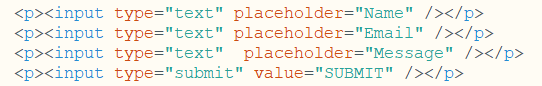 <p><input type="text" placeholder="Name" /></p>
<p><input type="text" placeholder="Email" /></p>
<p><input type="text"  placeholder="Message" /></p>
<p><input type="submit" value="SUBMIT" /></p>